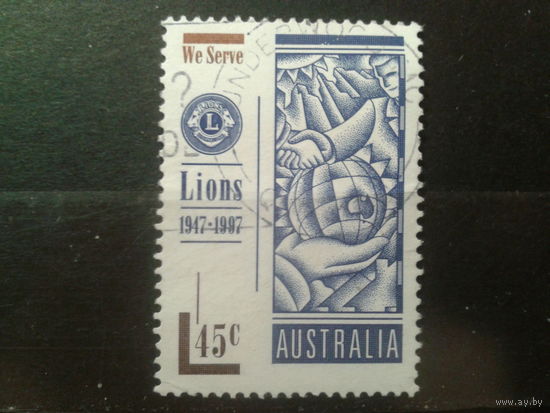 We Serve
LIONS
L
Lions
1947-1997
45c
AUSTRALIA
www.ay.by